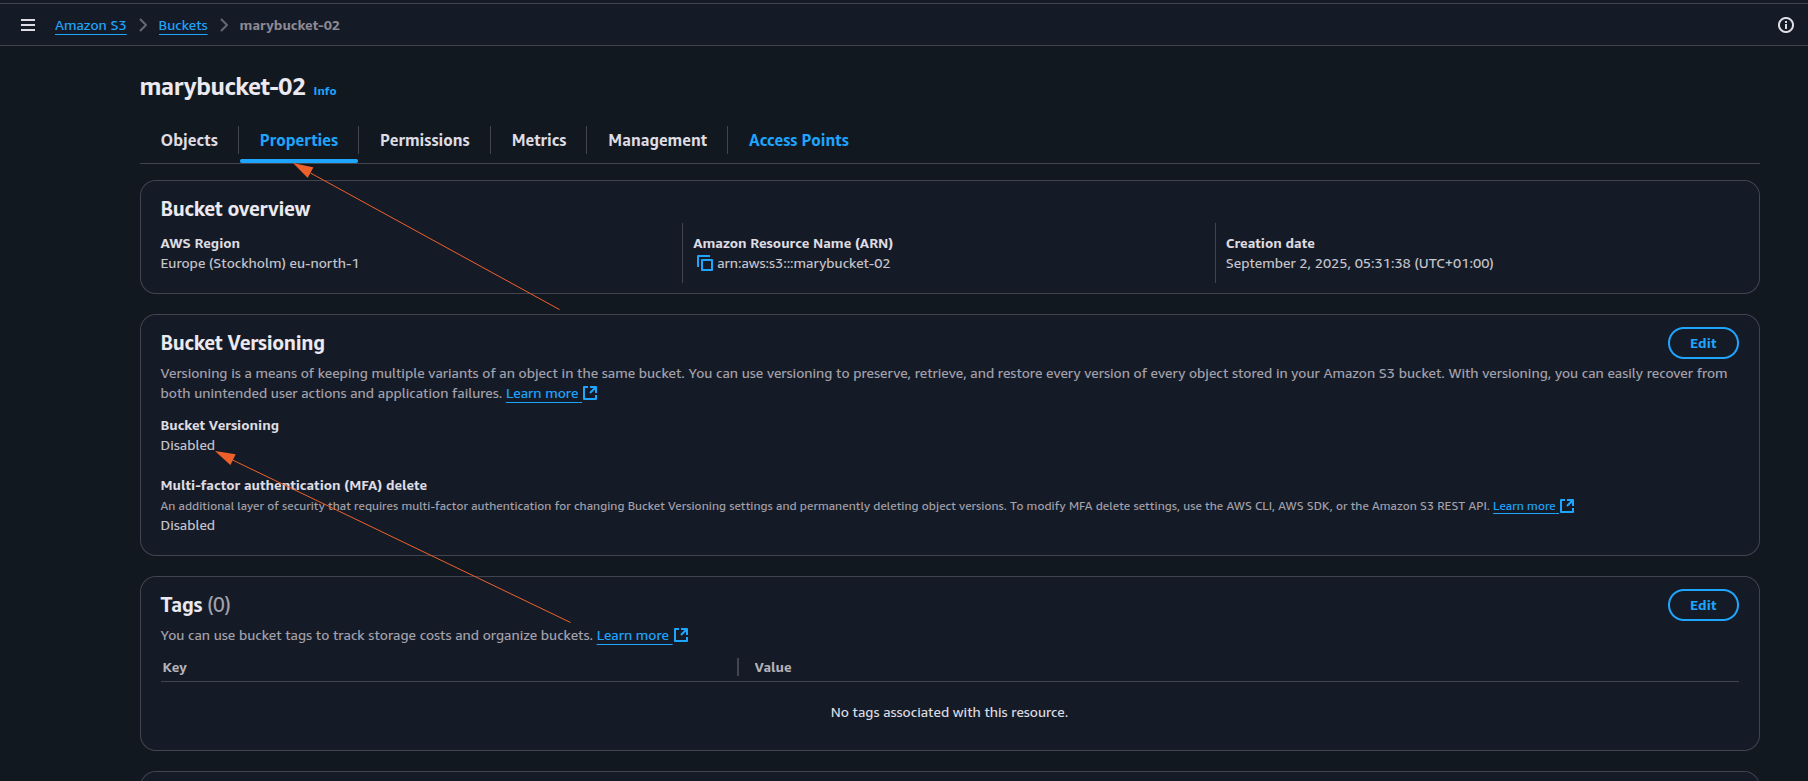 Amazon S3 Buckets marybucket-02
marybucket-02 Info
Objects Properties Permissions Metrics Management Access Points
Bucket overview
AWS Region
Europe (Stockholm) eu-north-1
Amazon Resource Name (ARN)
arn:aws:s3:::marybucket-02
Creation date
September 2, 2025, 05:31:38 (UTC+01:00)
Bucket Versioning
Edit
Versioning is a means of keeping multiple variants of an object in the same bucket. You can use versioning to preserve, retrieve, and restore every version of every object stored in your Amazon S3 bucket. With versioning, you can easily recover from
both unintended user actions and application failures. Learn more
Bucket Versioning
Disabled
Multi-factor authentication (MFA) delete
An additional layer of security that requires multi-factor authentication for changing Bucket Versioning settings and permanently deleting object versions. To modify MFA delete settings, use the AWS CLI, AWS SDK, or the Amazon S3 REST API. Learn more
Disabled
Tags (0)
Edit
You can use bucket tags to track storage costs and organize buckets. Learn more
Key Value
No tags associated with this resource.